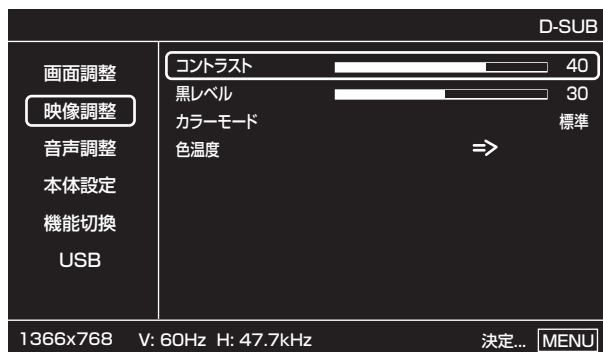 D-SUB
画面調整
映像調整
音声調整
本体設定
機能切換
USB
コントラスト 40
黒レベル 30
カラーモード 標準
色温度 =>
1366x768 V: 60Hz H: 47.7kHz 決定... MENU